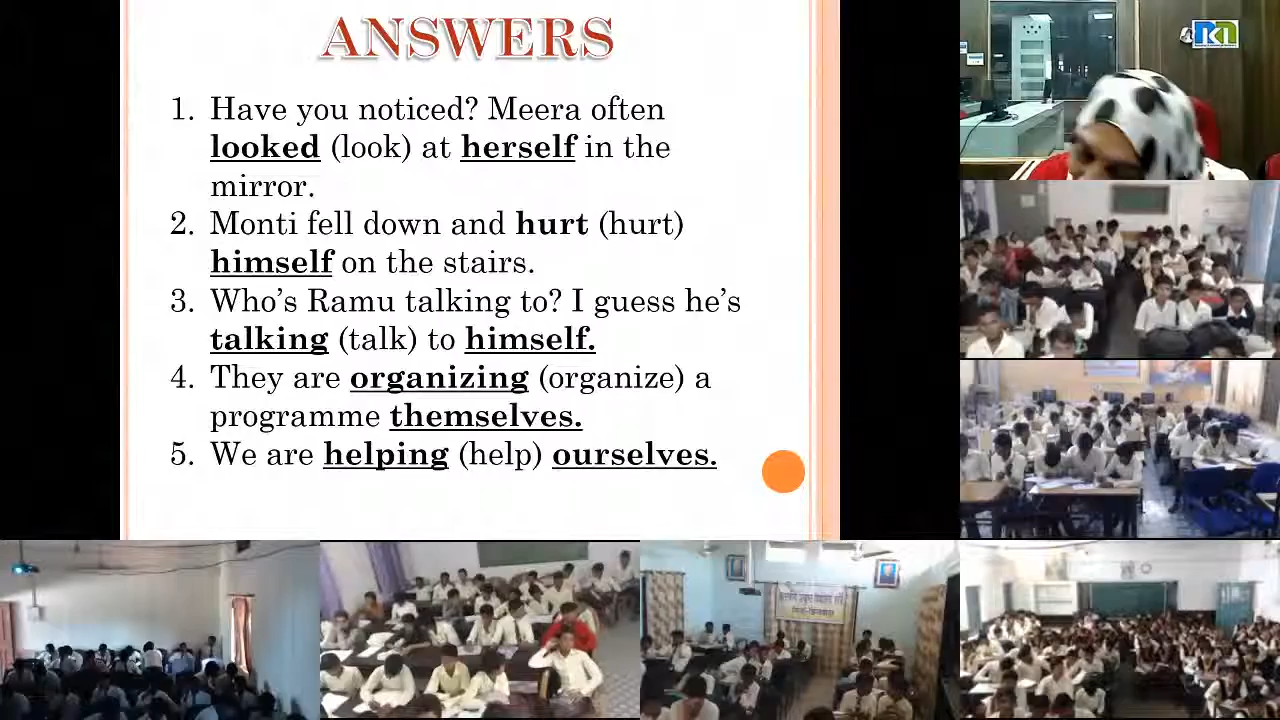 ANSWERS
1. Have you noticed? Meera often
looked (look) at herself in the
mirror.
2. Monti fell down and hurt (hurt)
himself on the stairs.
3. Who's Ramu talking to? I guess he's
talking (talk) to himself.
4. They are organizing (organize) a
programme themselves.
5. We are helping (help) ourselves.